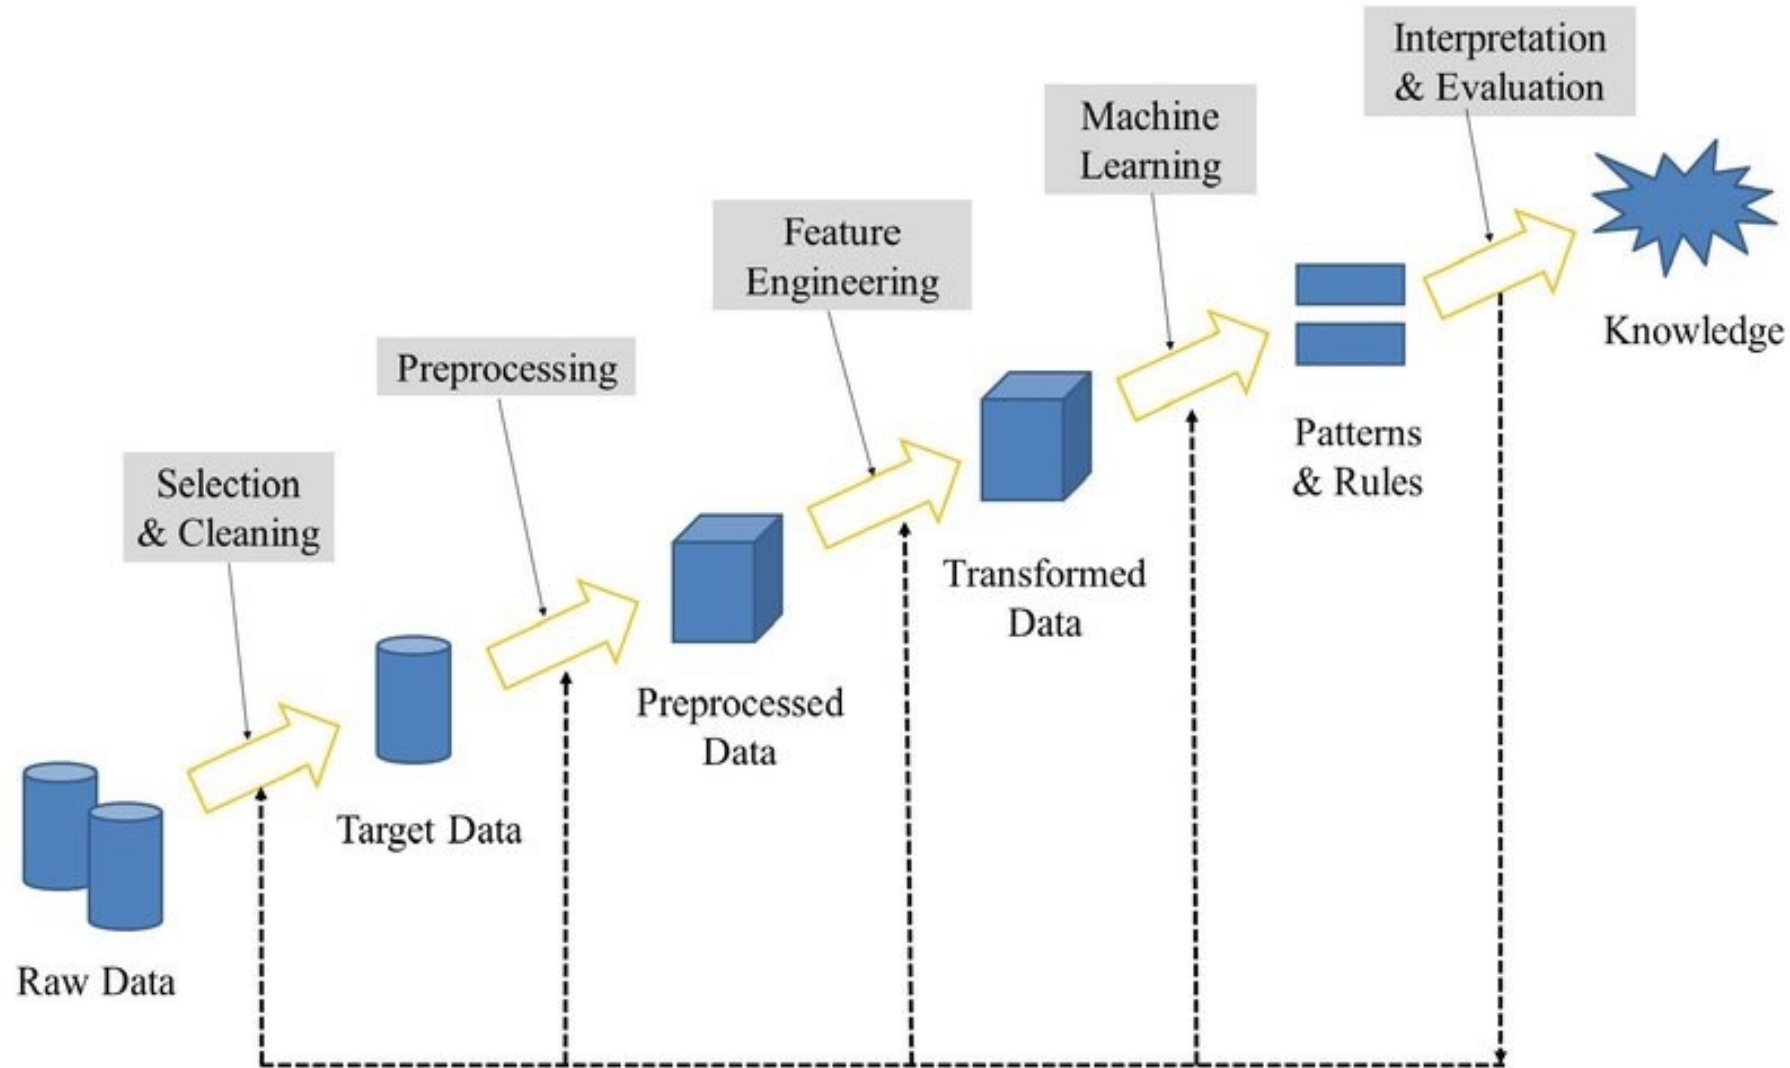 Interpretation
& Evaluation
Machine
Learning
Feature
Engineering
Knowledge
Preprocessing
Patterns
& Rules
Selection
& Cleaning
Transformed
Data
Preprocessed
Data
Target Data
Raw Data